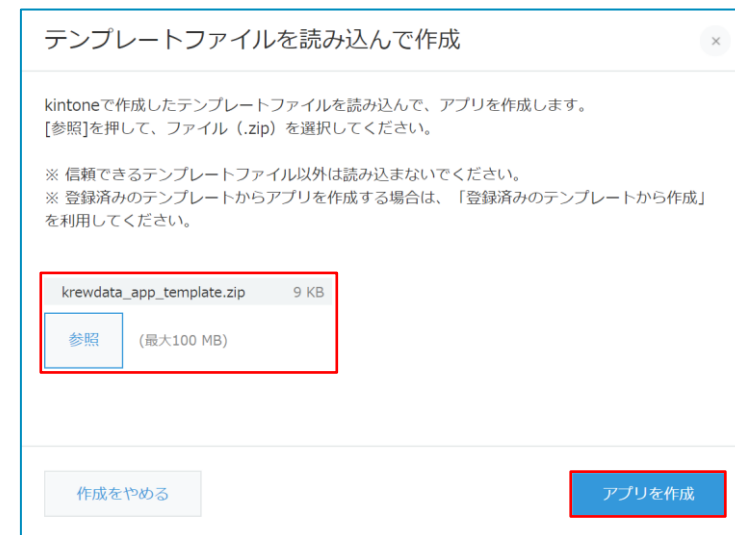 テンプレートファイルを読み込んで作成
×
kintoneで作成したテンプレートファイルを読み込んで、アプリを作成します。
[参照]を押して、ファイル（.zip）を選択してください。
※ 信頼できるテンプレートファイル以外は読み込まないでください。
※ 登録済みのテンプレートからアプリを作成する場合は、「登録済みのテンプレートから作成」
を利用してください。
krewdata_app_template.zip 9 KB
参照 (最大100 MB)
作成をやめる アプリを作成